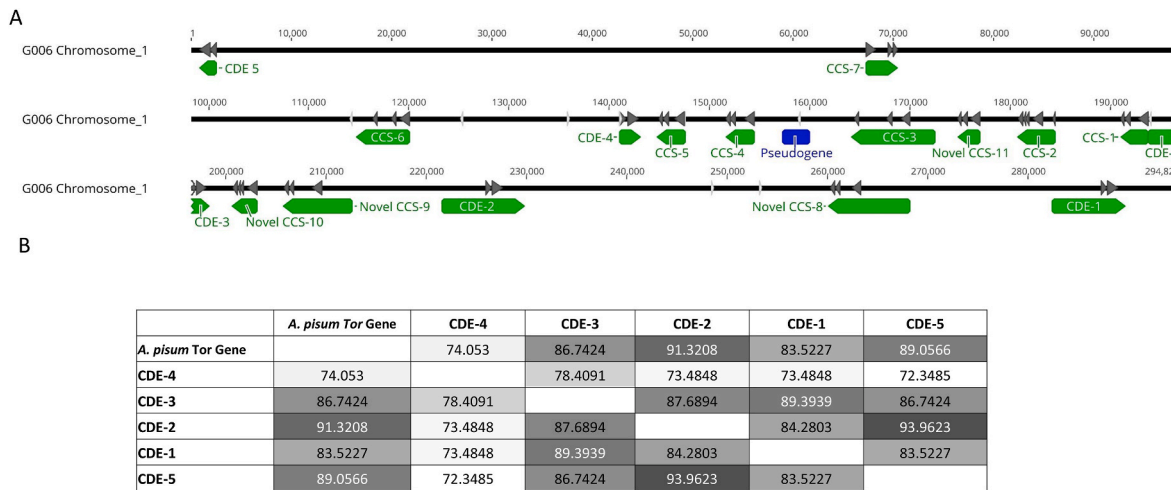 A
1 10,000 20,000 30,000 40,000 50,000 60,000 70,000 80,000 90,000
G006 Chromosome_1
CDE 5 CCS-7
100,000 110,000 120,000 130,000 140,000 150,000 160,000 170,000 180,000 190,000
G006 Chromosome_1
CCS-6 CDE-4 CCS-3 CCS-1 CDE-
CCS-5 CCS-4 Pseudogene Novel CCS-11 CCS-2
200,000 210,000 220,000 230,000 240,000 250,000 260,000 270,000 280,000 294,82
G006 Chromosome_1
Novel CCS-9 CDE-2 Novel CCS-8 CDE-1
CDE-3 Novel CCS-10
B
A. pisum Tor Gene CDE-4 CDE-3 CDE-2 CDE-1 CDE-5
A. pisum Tor Gene 74.053 86.7424 91.3208 83.5227 89.0566
CDE-4 74.053 78.4091 73.4848 73.4848 72.3485
CDE-3 86.7424 78.4091 87.6894 89.3939 86.7424
CDE-2 91.3208 73.4848 87.6894 84.2803 93.9623
CDE-1 83.5227 73.4848 89.3939 84.2803 83.5227
CDE-5 89.0566 72.3485 86.7424 93.9623 83.5227